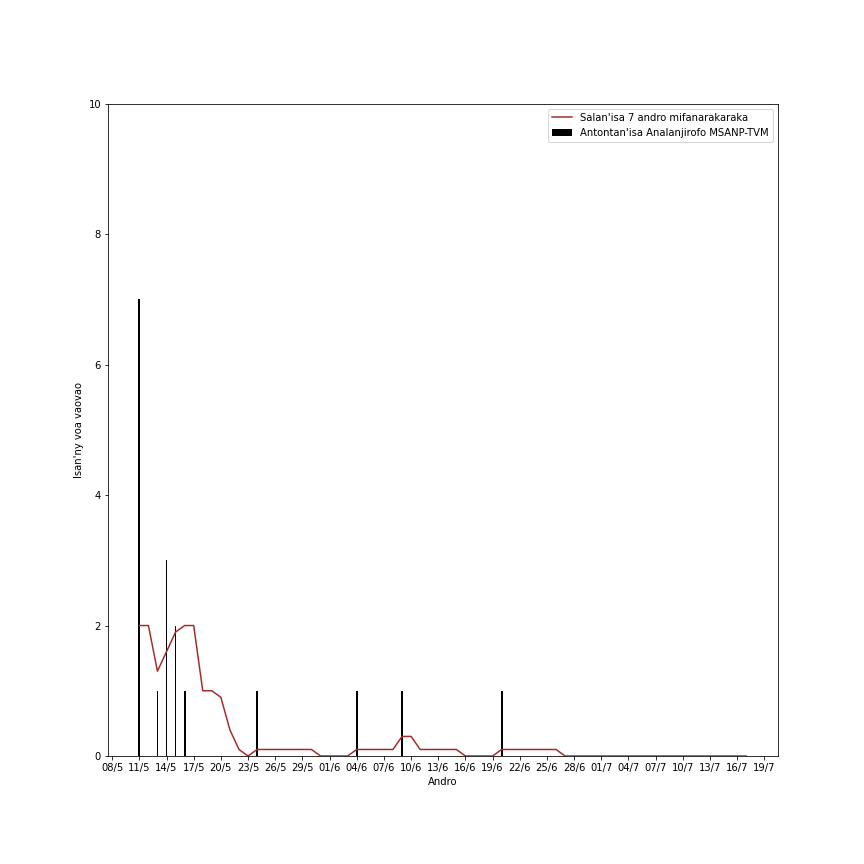 Salan'isa 7 andro mifanarakaraka
Antontan'isa Analanjirofo MSANP-TVM
Isan'ny voa vaovao
10
8
6
4
2
0
08/5 11/5 14/5 17/5 20/5 23/5 26/5 29/5 01/6 04/6 07/6 10/6 13/6 16/6 19/6 22/6 25/6 28/6 01/7 04/7 07/7 10/7 13/7 16/7 19/7
Andro